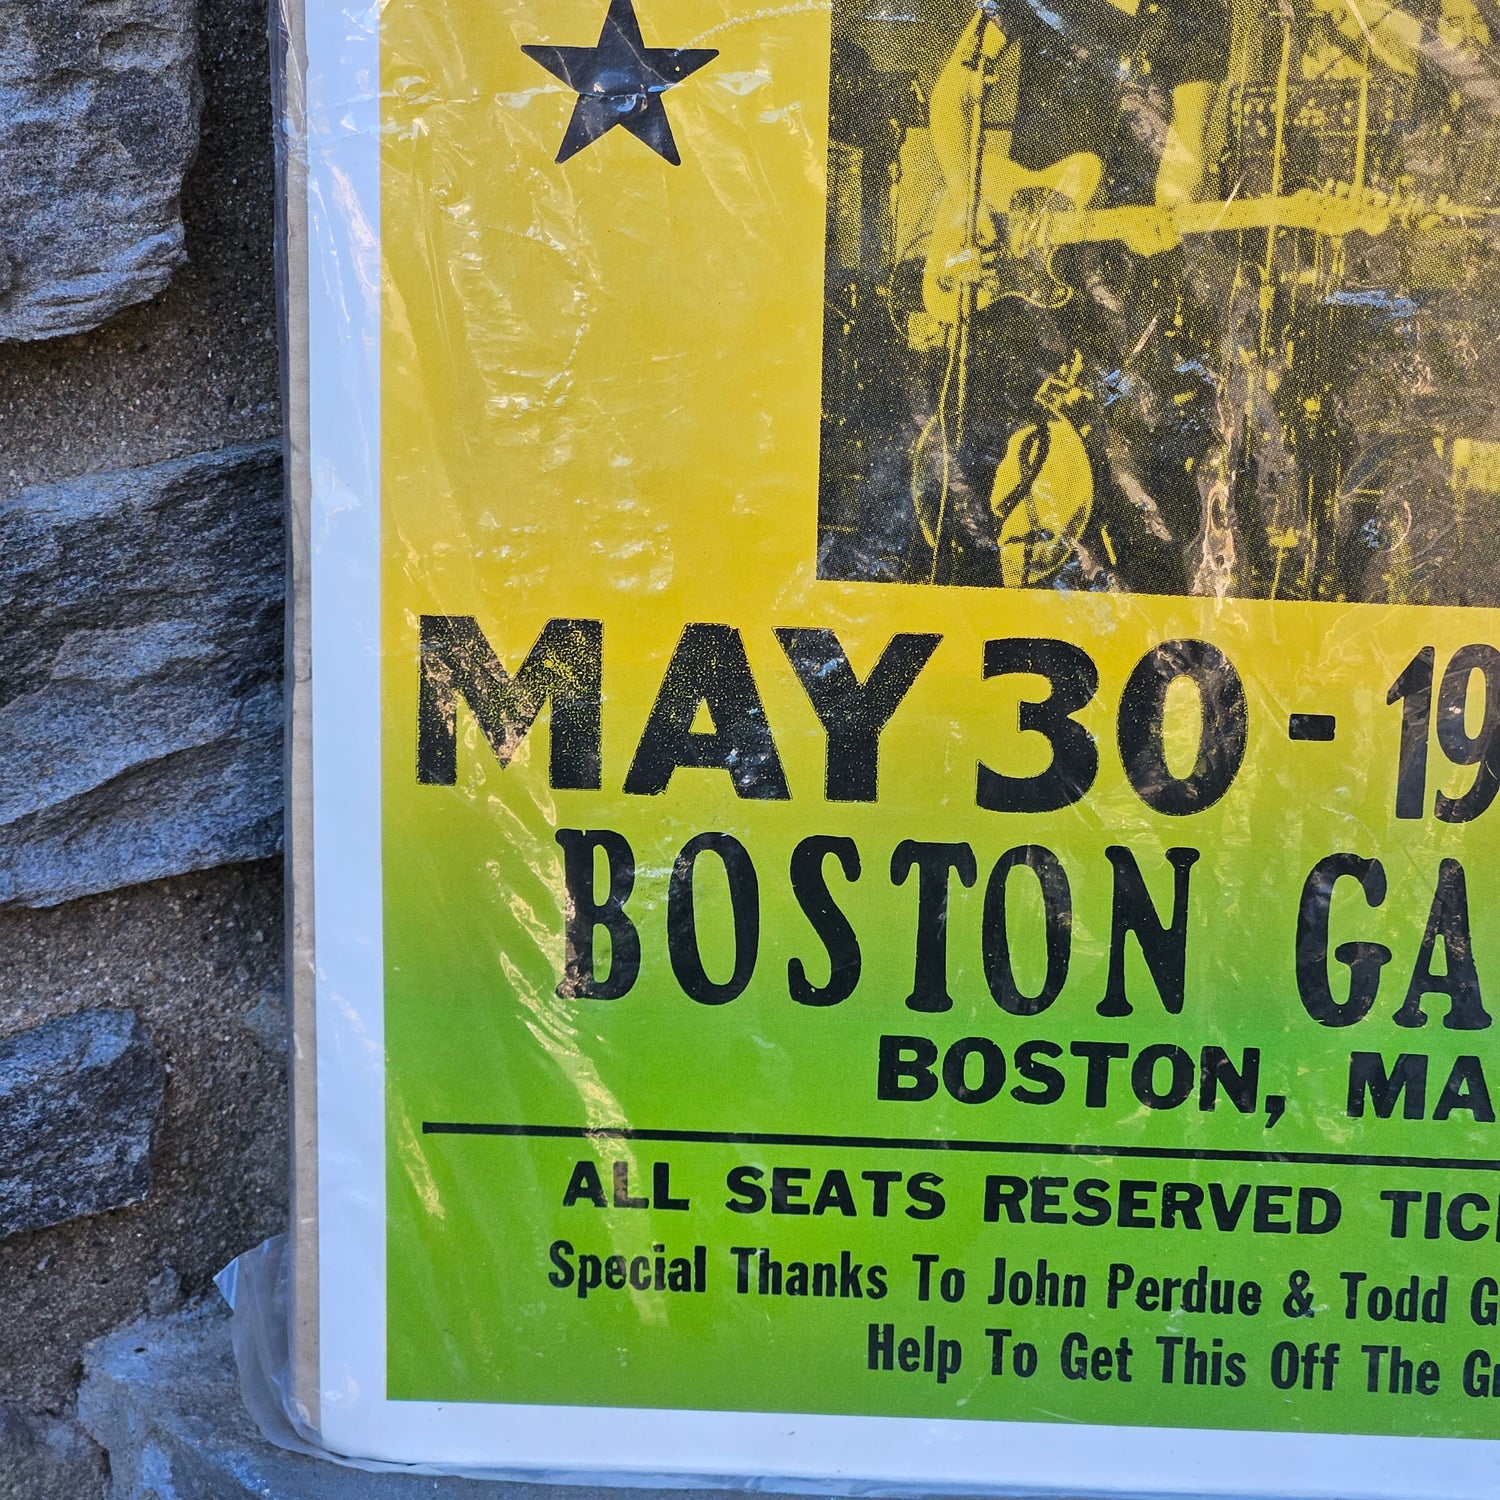 MAY 30 - 19
BOSTON GA
BOSTON, MA
ALL SEATS RESERVED TIC
Special Thanks To John Perdue & Todd G
Help To Get This Off The G